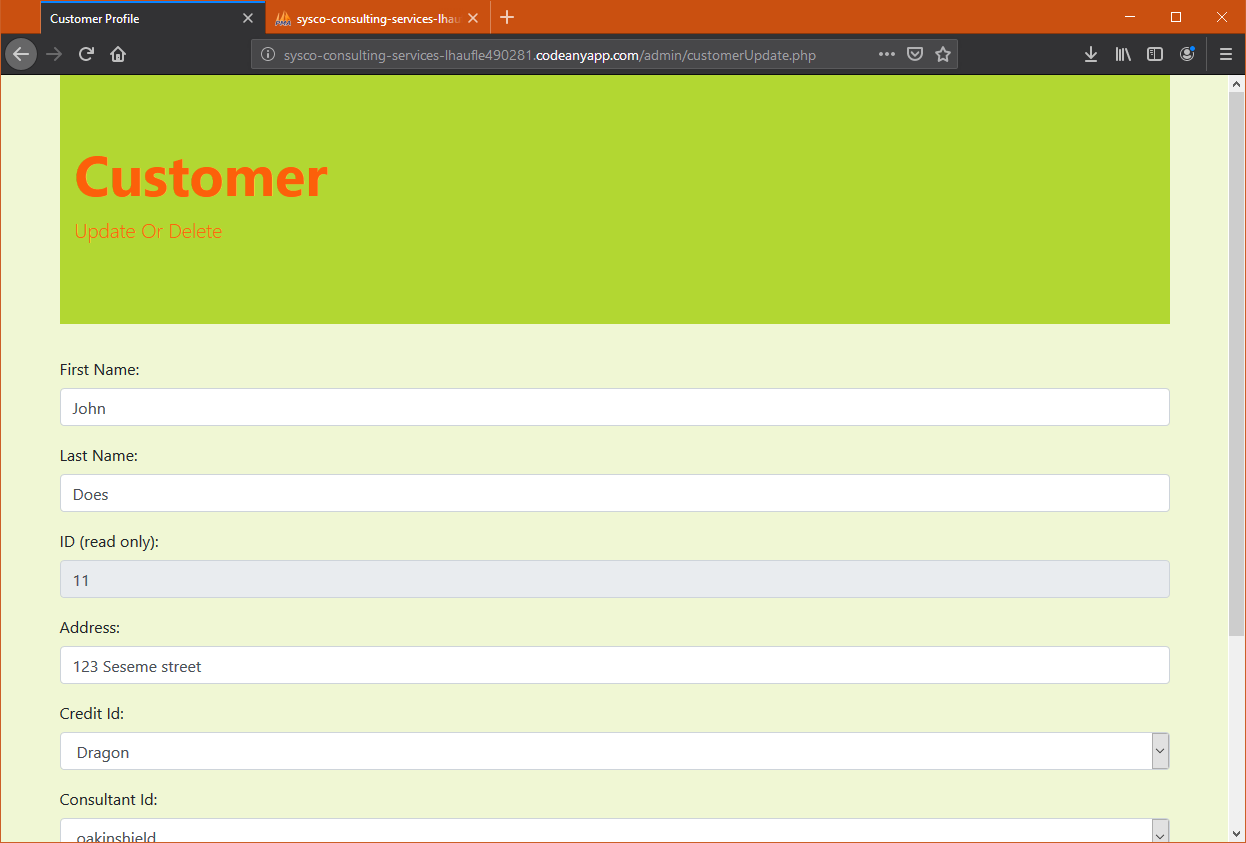 Customer Profile
sysco-consulting-services-lhau
sysco-consulting-services-lhaufle490281.codeanyapp.com/admin/customerUpdate.php
Customer
Update Or Delete
First Name:
John
Last Name:
Does
ID (read only):
11
Address:
123 Seseme street
Credit Id:
Dragon
Consultant Id:
oakinshield